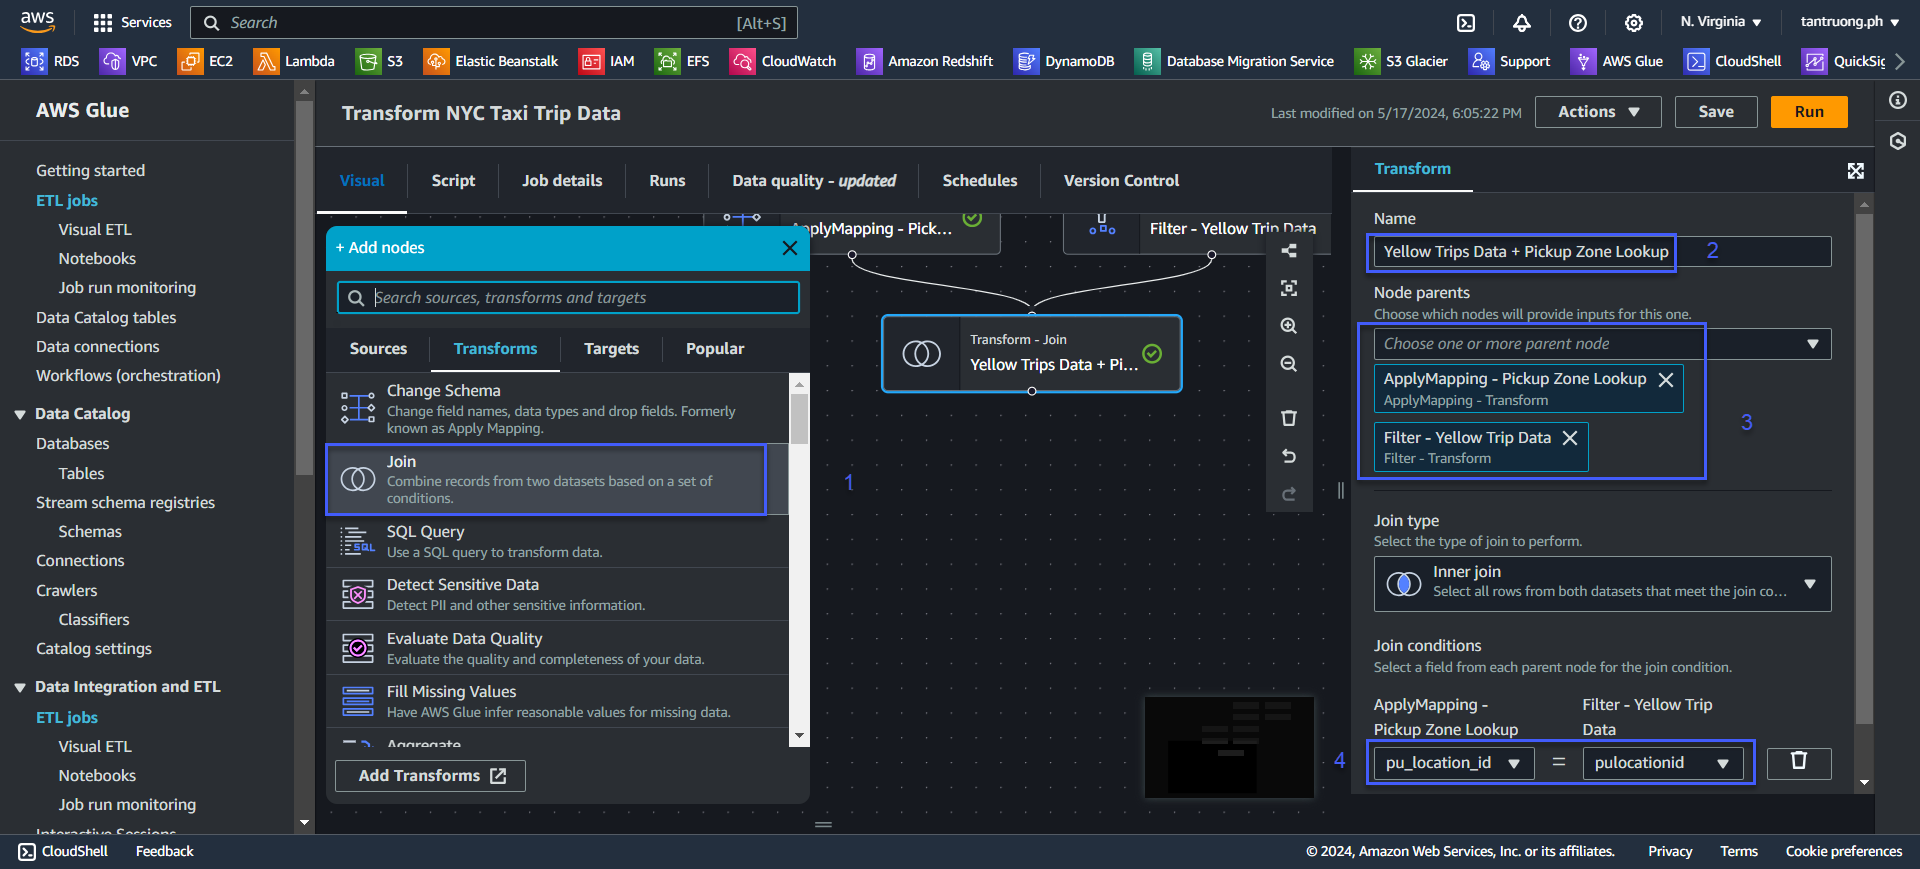 aws
Services
Search
[Alt+S]
N. Virginia
tantruong.ph
RDS
VPC
EC2
Lambda
S3
Elastic Beanstalk
IAM
EFS
CloudWatch
Amazon Redshift
DynamoDB
Database Migration Service
S3 Glacier
Support
AWS Glue
CloudShell
QuickSig
AWS Glue
Getting started
ETL jobs
Visual ETL
Notebooks
Job run monitoring
Data Catalog tables
Data connections
Workflows (orchestration)
Data Catalog
Databases
Tables
Stream schema registries
Schemas
Connections
Crawlers
Classifiers
Catalog settings
Data Integration and ETL
ETL jobs
Visual ETL
Notebooks
Job run monitoring
Interactive Sessions
Transform NYC Taxi Trip Data
Last modified on 5/17/2024, 6:05:22 PM
Actions
Save
Run
Visual
Script
Job details
Runs
Data quality - updated
Schedules
Version Control
ApplyMapping - Pick...
Filter - Yellow Trip Data
Transform - Join
Yellow Trips Data + Pi...
+ Add nodes
Search sources, transforms and targets
Sources
Transforms
Targets
Popular
Change Schema
Change field names, data types and drop fields. Formerly
known as Apply Mapping.
Join
Combine records from two datasets based on a set of
conditions.
1
SQL
SQL Query
Use a SQL query to transform data.
Detect Sensitive Data
Detect PII and other sensitive information.
Evaluate Data Quality
Evaluate the quality and completeness of your data.
Fill Missing Values
Have AWS Glue infer reasonable values for missing data.
Aggregate
Add Transforms
Transform
Name
Yellow Trips Data + Pickup Zone Lookup
2
Node parents
Choose which nodes will provide inputs for this one.
Choose one or more parent node
ApplyMapping - Pickup Zone Lookup
ApplyMapping - Transform
Filter - Yellow Trip Data
Filter - Transform
3
Join type
Select the type of join to perform.
Inner join
Select all rows from both datasets that meet the join co...
Join conditions
Select a field from each parent node for the join condition.
ApplyMapping -
Pickup Zone Lookup
Filter - Yellow Trip
Data
4
pu_location_id
=
pulocationid
CloudShell
Feedback
© 2024, Amazon Web Services, Inc. or its affiliates.
Privacy
Terms
Cookie preferences